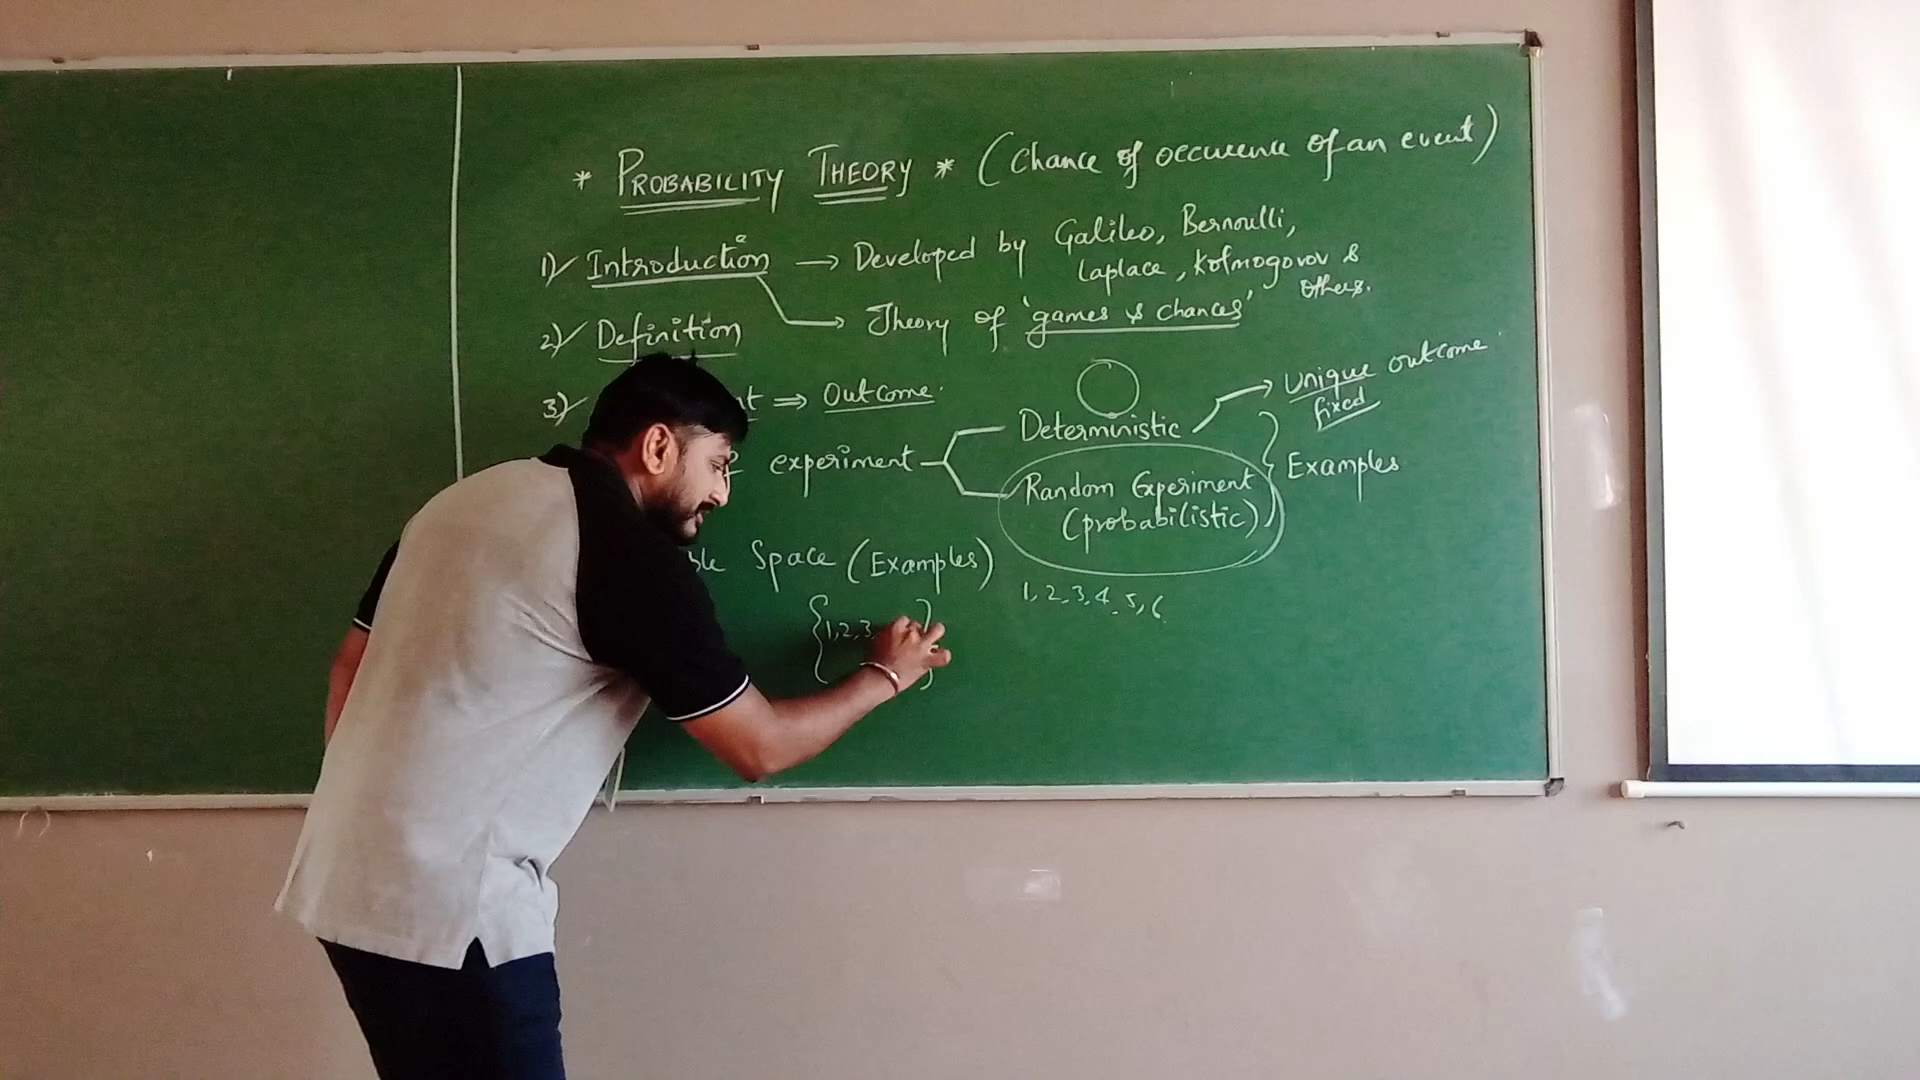 * PROBABILITY THEORY * (Chance of occurence of an event)
1) Introduction → Developed by Galileo, Bernoulli,
Laplace, Kolmogorov &
others.
→ Theory of 'games & chances'
2) Definition
3) ⇒ Outcome.
experiment
Deterministic → Unique outcome
fixed
Random Experiment
(probabilistic)
Examples
Space (Examples)
1, 2, 3, 4, 5, 6
{1, 2, 3, }